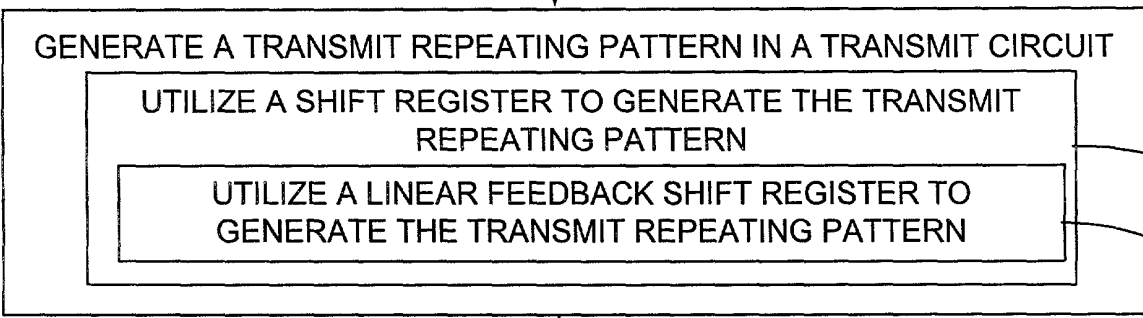 GENERATE A TRANSMIT REPEATING PATTERN IN A TRANSMIT CIRCUIT
UTILIZE A SHIFT REGISTER TO GENERATE THE TRANSMIT
REPEATING PATTERN
UTILIZE A LINEAR FEEDBACK SHIFT REGISTER TO
GENERATE THE TRANSMIT REPEATING PATTERN